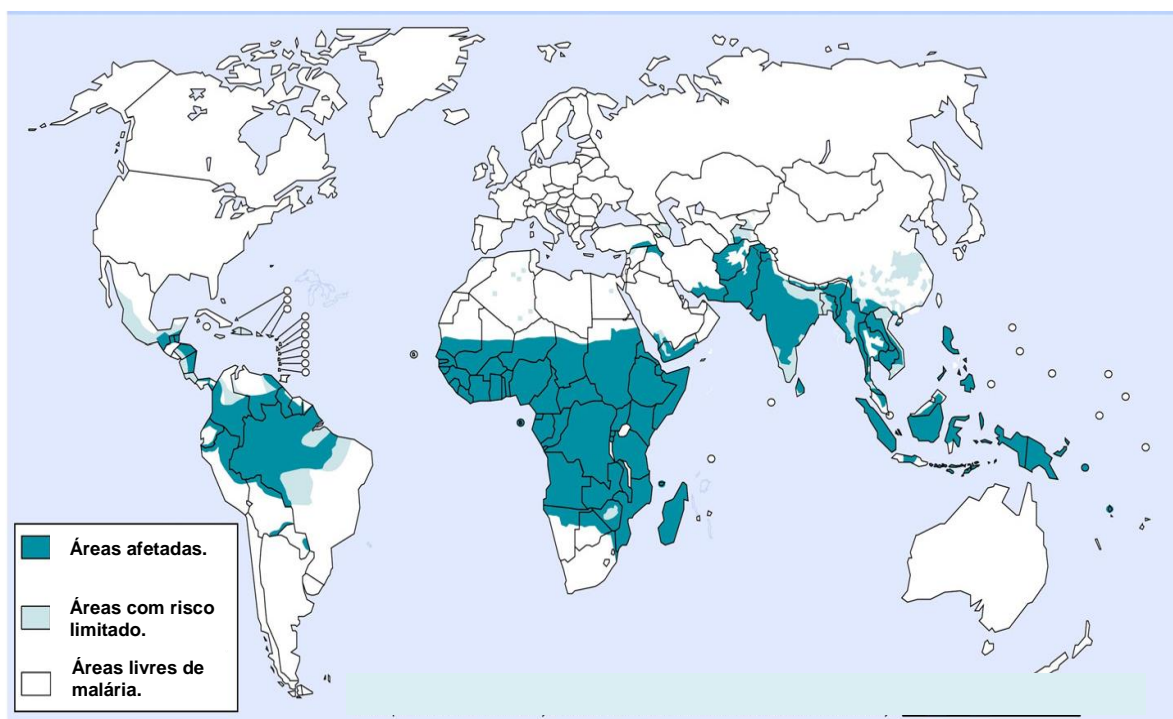 Áreas afetadas.
Áreas com risco
limitado.
Áreas livres de
malária.